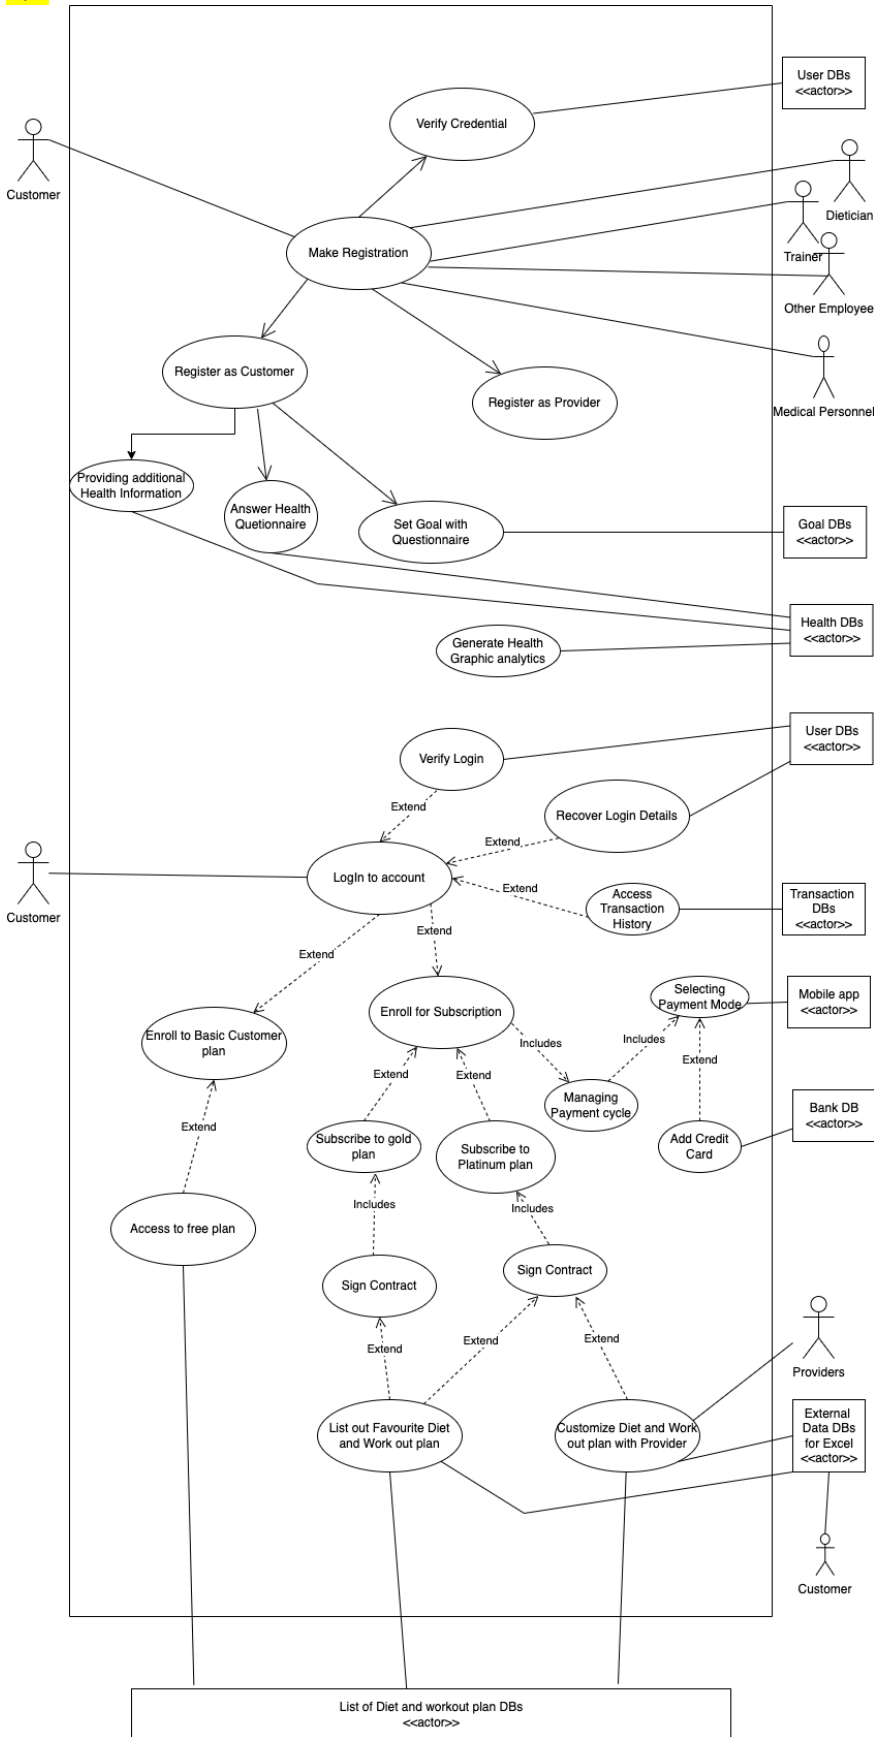 User DBs
<<actor>>
Verify Credential
Customer
Dietician
Make Registration
Trainer
Other Employee
Register as Customer
Register as Provider
Medical Personnel
Providing additional
Health Information
Answer Health
Quetionnaire
Set Goal with
Questionnaire
Goal DBs
<<actor>>
Health DBs
<<actor>>
Generate Health
Graphic analytics
User DBs
<<actor>>
Verify Login
Extend
Recover Login Details
Extend
LogIn to account
Customer
Extend
Access
Transaction
History
Transaction
DBs
<<actor>>
Extend
Extend
Enroll to Basic Customer
plan
Enroll for Subscription
Selecting
Payment Mode
Mobile app
<<actor>>
Includes
Includes
Extend
Extend
Extend
Managing
Payment cycle
Bank DB
<<actor>>
Extend
Subscribe to gold
plan
Subscribe to
Platinum plan
Add Credit
Card
Includes
Includes
Access to free plan
Sign Contract
Sign Contract
Extend
Extend
Extend
Providers
List out Favourite Diet
and Work out plan
Customize Diet and Work
out plan with Provider
External
Data DBs
for Excel
<<actor>>
Customer
List of Diet and workout plan DBs
<<actor>>